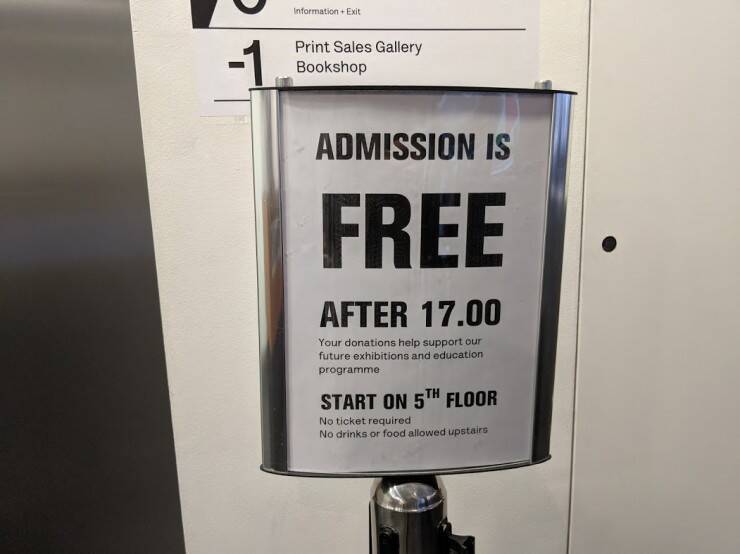 Information + Exit
-1
Print Sales Gallery
Bookshop
ADMISSION IS
FREE
AFTER 17.00
Your donations help support our
future exhibitions and education
programme
START ON 5TH FLOOR
No ticket required
No drinks or food allowed upstairs